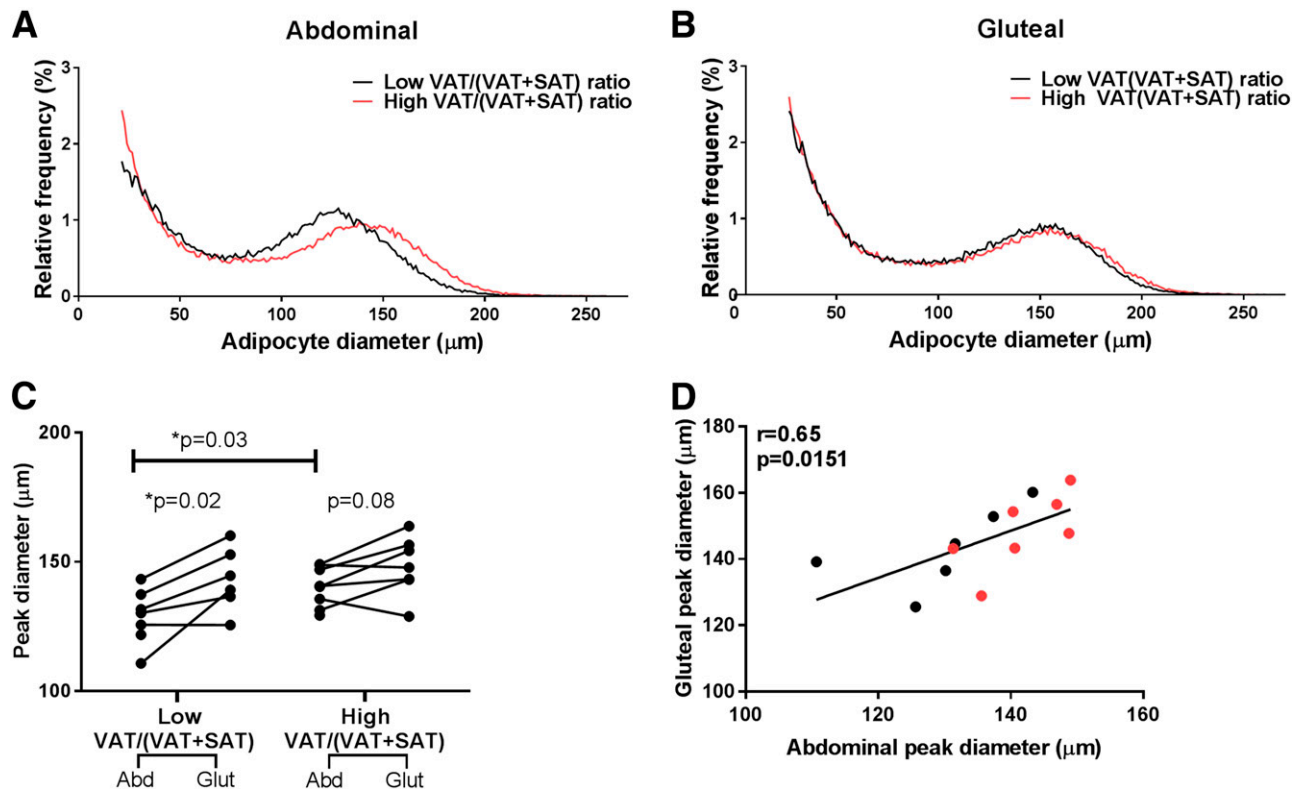 A
Abdominal
Low VAT/(VAT+SAT) ratio
High VAT/(VAT+SAT) ratio
Relative frequency (%)
3
2
1
0
0 50 100 150 200 250
Adipocyte diameter (μm)
B
Gluteal
Low VAT(VAT+SAT) ratio
High VAT(VAT+SAT) ratio
Relative frequency (%)
3
2
1
0
0 50 100 150 200 250
Adipocyte diameter (μm)
C
Peak diameter (μm)
200
150
100
*p=0.03
*p=0.02 p=0.08
Low High
VAT/(VAT+SAT) VAT/(VAT+SAT)
Abd Glut Abd Glut
D
r=0.65
p=0.0151
Gluteal peak diameter (μm)
180
160
140
120
100
100 120 140 160
Abdominal peak diameter (μm)